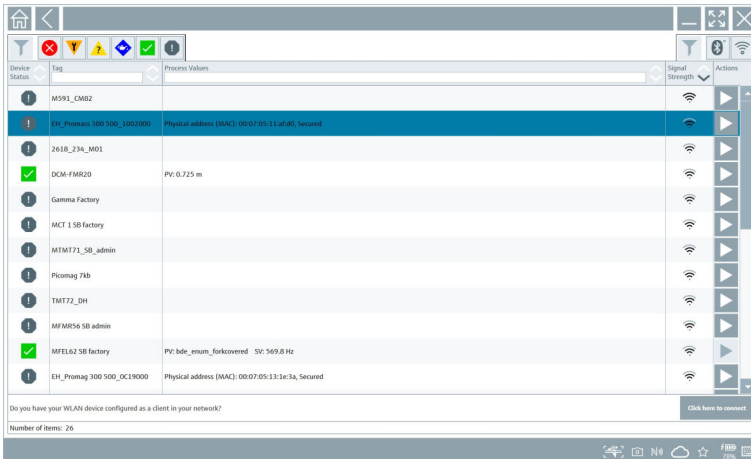 Device Status
Tag
Process Values
Signal Strength
Actions
M591_CM82
EH_Promass 300 500_1002000 Physical address (MAC): 00:07:05:11:af:d0, Secured
2618_234_M01
DCM-FMR20 PV: 0.725 m
Gamma Factory
MCT 1 SB factory
MTMT71_SB_admin
Picomag 7kb
TMT72_DH
MFMR56 SB admin
MFEL62 SB factory PV: bde_enum_forkcovered SV: 569.8 Hz
EH_Promag 300 500_0C19000 Physical address (MAC): 00:07:05:13:1e:3a, Secured
Do you have your WLAN device configured as a client in your network? Click here to connect
Number of items: 26
78%